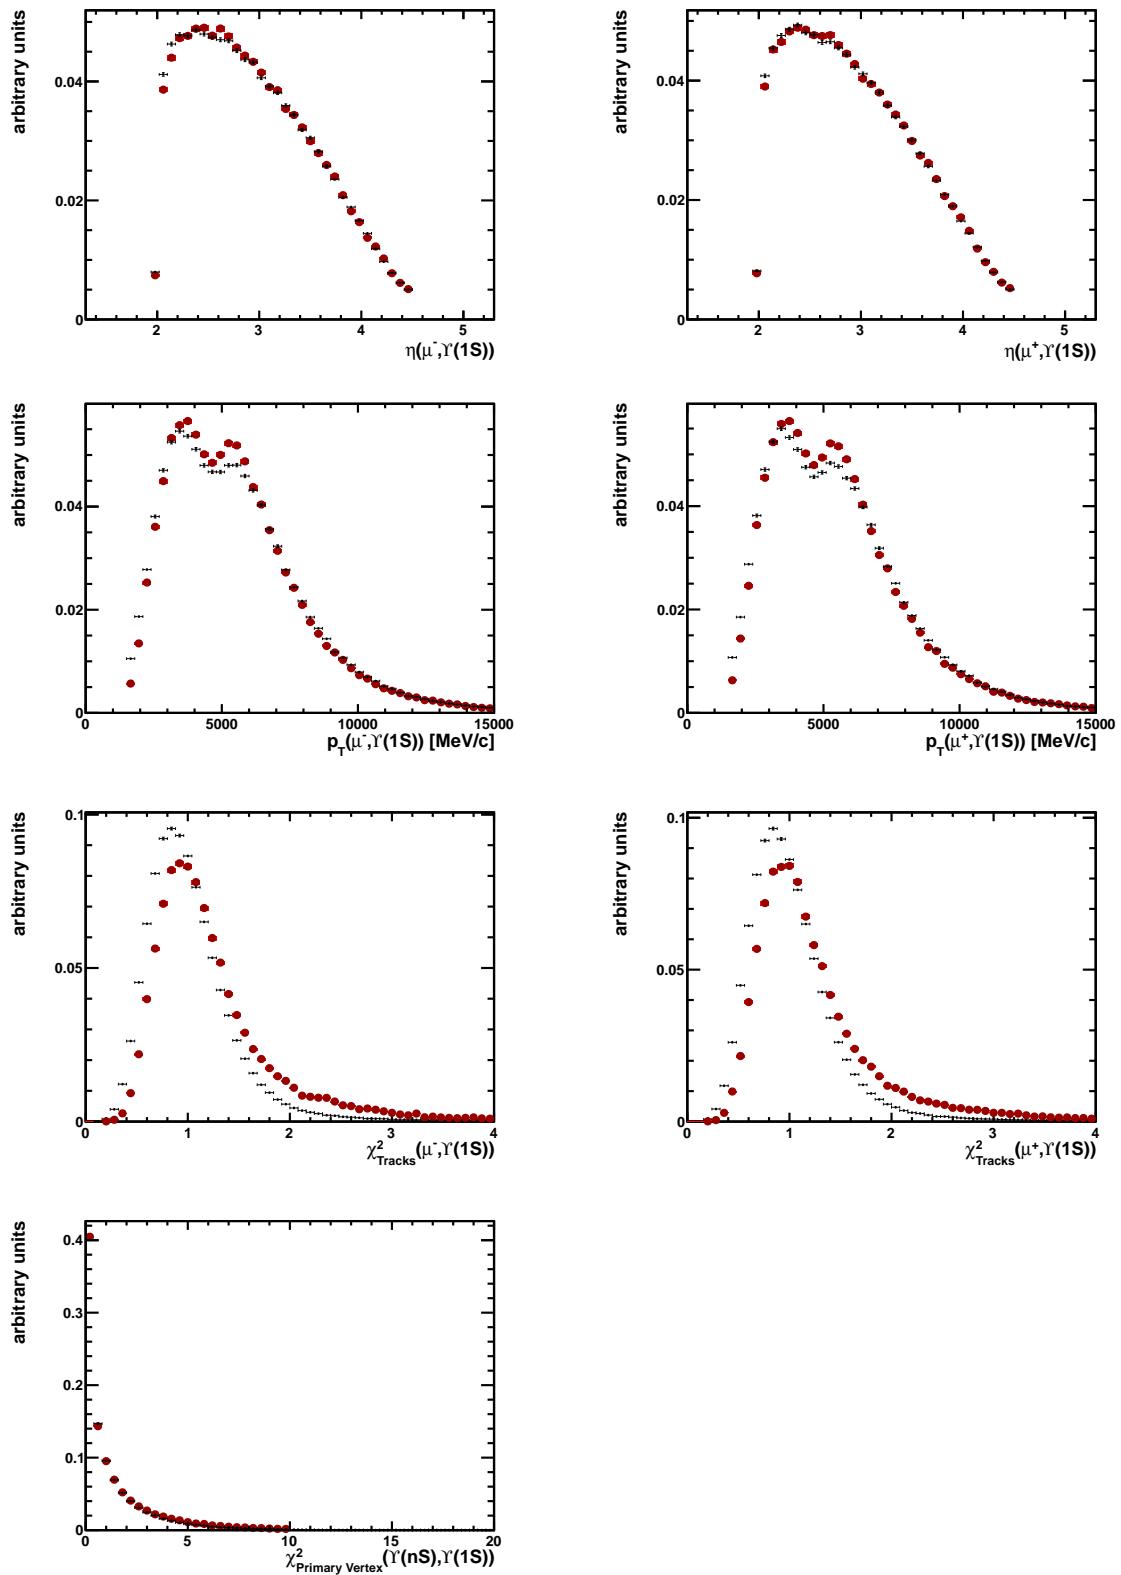 arbitrary units
0.04
0.02
0
2 3 4 5
η(μ⁻,ϒ(1S))
arbitrary units
0.04
0.02
0
2 3 4 5
η(μ⁺,ϒ(1S))
arbitrary units
0.04
0.02
0
0 5000 10000 15000
p_T(μ⁻,ϒ(1S)) [MeV/c]
arbitrary units
0.04
0.02
0
0 5000 10000 15000
p_T(μ⁺,ϒ(1S)) [MeV/c]
arbitrary units
0.1
0.05
0
0 2 4
χ²_Tracks(μ⁻,ϒ(1S))
arbitrary units
0.1
0.05
0
0 1 2 3 4
χ²_Tracks(μ⁺,ϒ(1S))
arbitrary units
0.4
0.3
0.2
0.1
0
0 5 10 15 20
χ²_Primary Vertex(ϒ(nS),ϒ(1S))